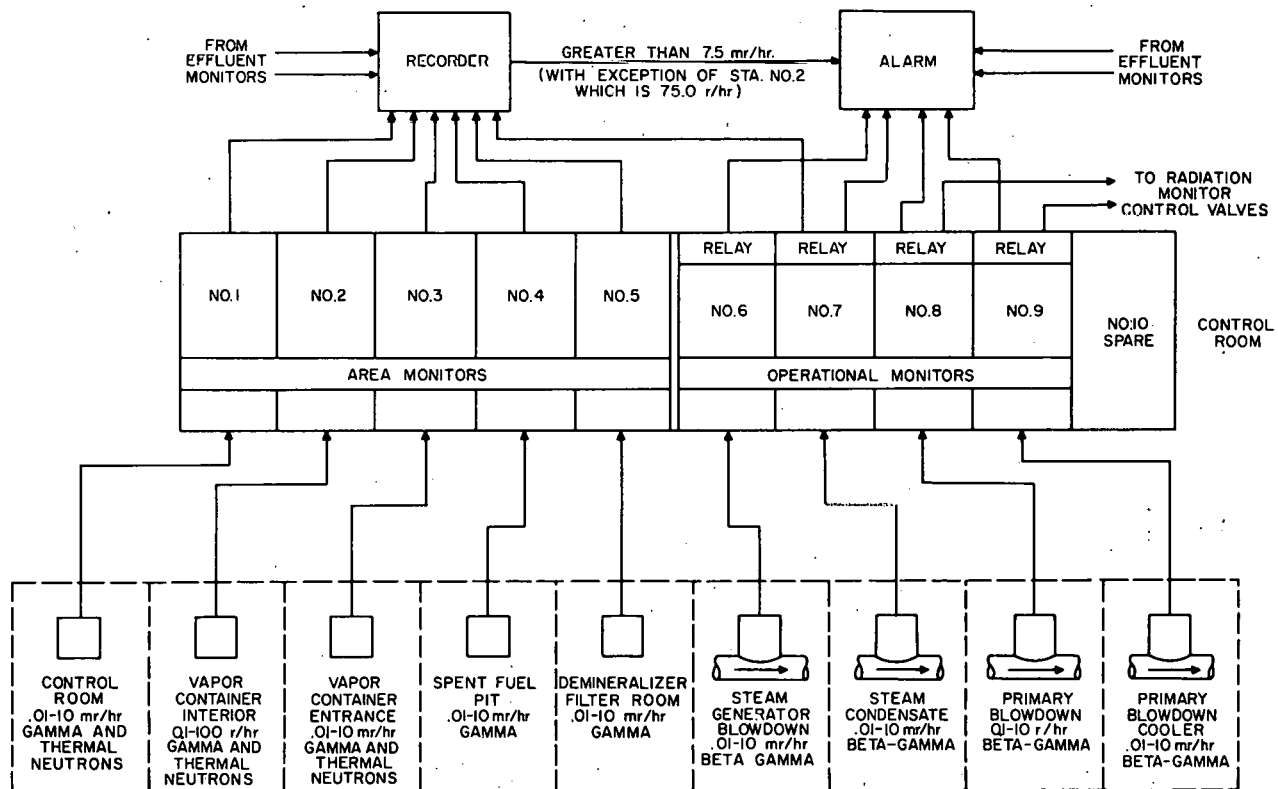 FROM
EFFLUENT
MONITORS
RECORDER
GREATER THAN 7.5 mr/hr.
(WITH EXCEPTION OF STA. NO.2
WHICH IS 75.0 r/hr)
ALARM
FROM
EFFLUENT
MONITORS
TO RADIATION
MONITOR
CONTROL VALVES
RELAY
RELAY
RELAY
RELAY
NO.1
NO.2
NO.3
NO.4
NO.5
NO.6
NO.7
NO.8
NO.9
NO.10
SPARE
CONTROL
ROOM
AREA MONITORS
OPERATIONAL MONITORS
CONTROL
ROOM
.01-10 mr/hr
GAMMA AND
THERMAL
NEUTRONS
VAPOR
CONTAINER
INTERIOR
0.1-100 r/hr
GAMMA AND
THERMAL
NEUTRONS
VAPOR
CONTAINER
ENTRANCE
.01-10 mr/hr
GAMMA AND
THERMAL
NEUTRONS
SPENT FUEL
PIT
.01-10 mr/hr
GAMMA
DEMINERALIZER
FILTER ROOM
.01-10 mr/hr
GAMMA
STEAM
GENERATOR
BLOWDOWN
.01-10 mr/hr
BETA GAMMA
STEAM
CONDENSATE
.01-10 mr/hr
BETA-GAMMA
PRIMARY
BLOWDOWN
0.1-10 r/hr
BETA-GAMMA
PRIMARY
BLOWDOWN
COOLER
.01-10 mr/hr
BETA-GAMMA